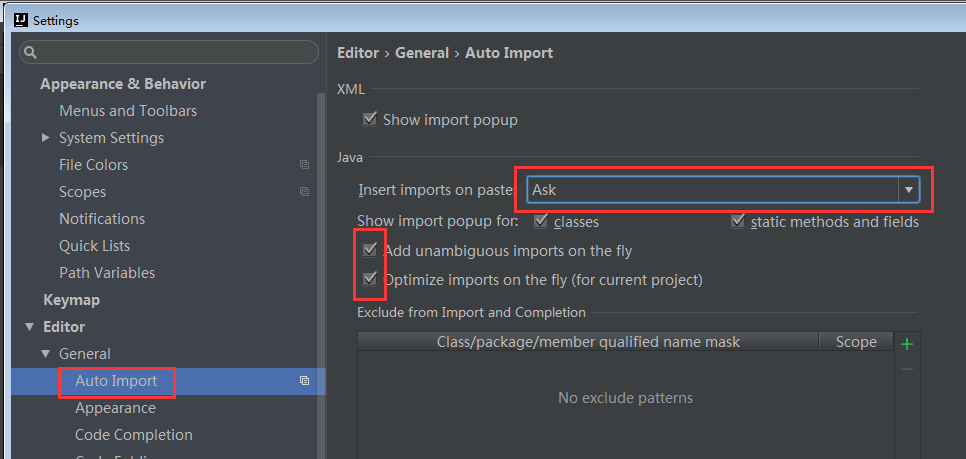 IJ Settings
Appearance & Behavior
Menus and Toolbars
System Settings
File Colors
Scopes
Notifications
Quick Lists
Path Variables
Keymap
Editor
General
Auto Import
Appearance
Code Completion
Editor › General › Auto Import
XML
Show import popup
Java
Insert imports on paste: Ask
Show import popup for: classes static methods and fields
Add unambiguous imports on the fly
Optimize imports on the fly (for current project)
Exclude from Import and Completion
Class/package/member qualified name mask Scope
No exclude patterns